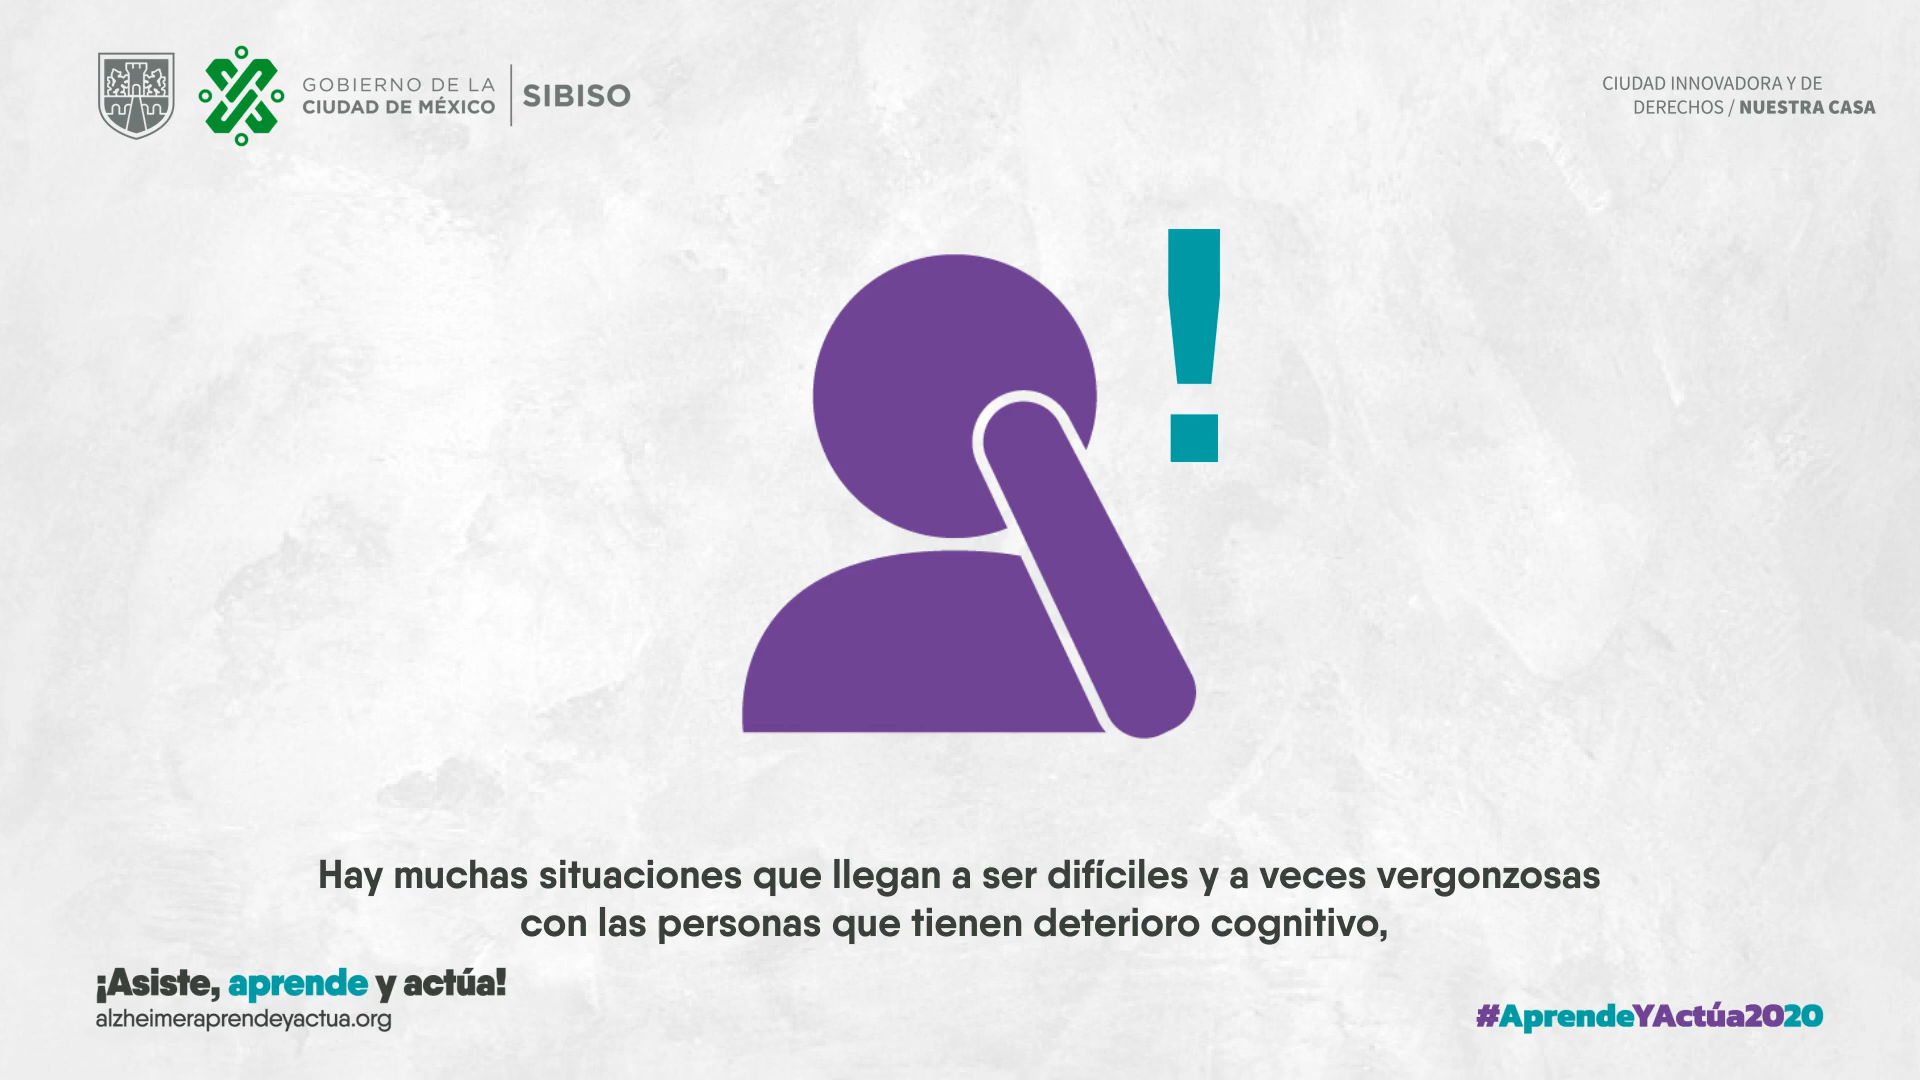 GOBIERNO DE LA
CIUDAD DE MÉXICO
SIBISO
CIUDAD INNOVADORA Y DE
DERECHOS / NUESTRA CASA
!
Hay muchas situaciones que llegan a ser difíciles y a veces vergonzosas
con las personas que tienen deterioro cognitivo,
¡Asiste, aprende y actúa!
alzheimeraprendeyactua.org
#AprendeYActúa2020